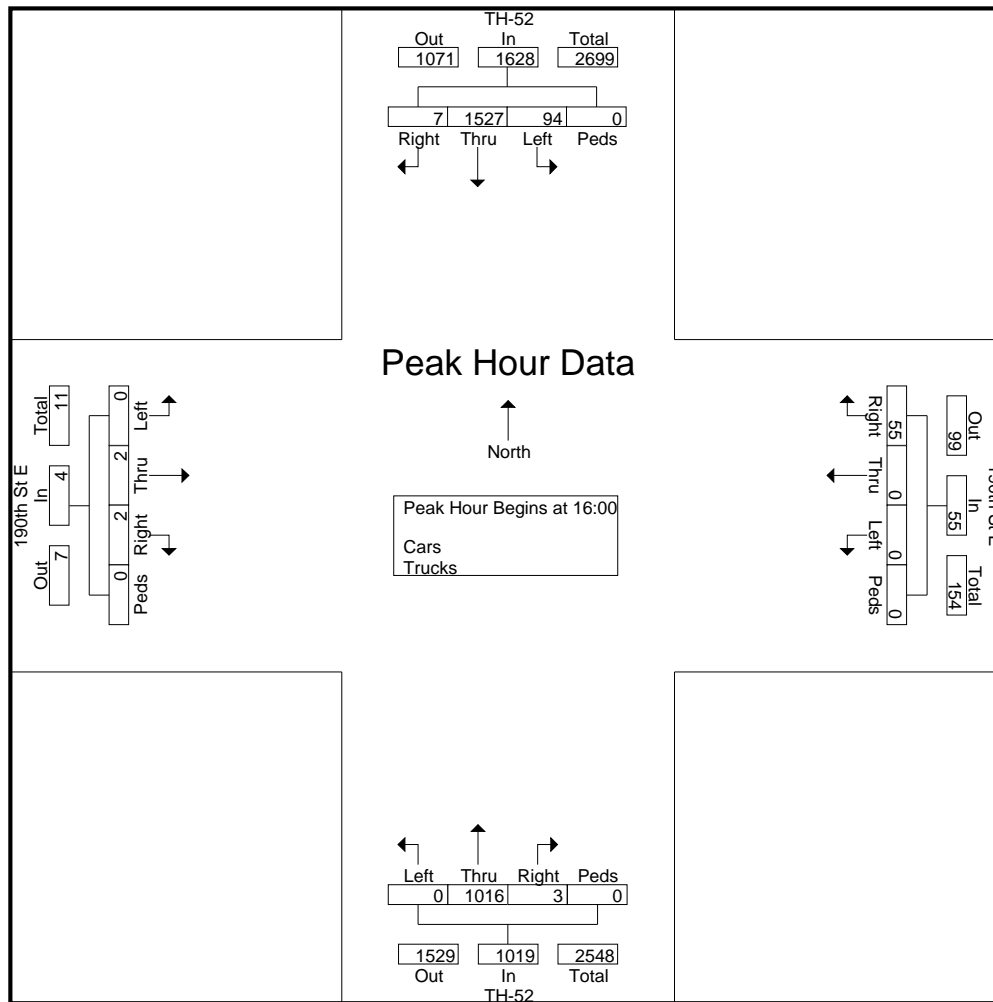 TH-52
Out In Total
1071 1628 2699
7 1527 94 0
Right Thru Left Peds
Peak Hour Data
North
Peak Hour Begins at 16:00
Cars
Trucks
190th St E
Out In Total
7 4 11
0 2 2 0
Left Thru Right Peds
Right Thru Left Peds
55 0 0 0
Out In Total
99 55 154
St E
Left Thru Right Peds
0 1016 3 0
1529 1019 2548
Out In Total
TH-52